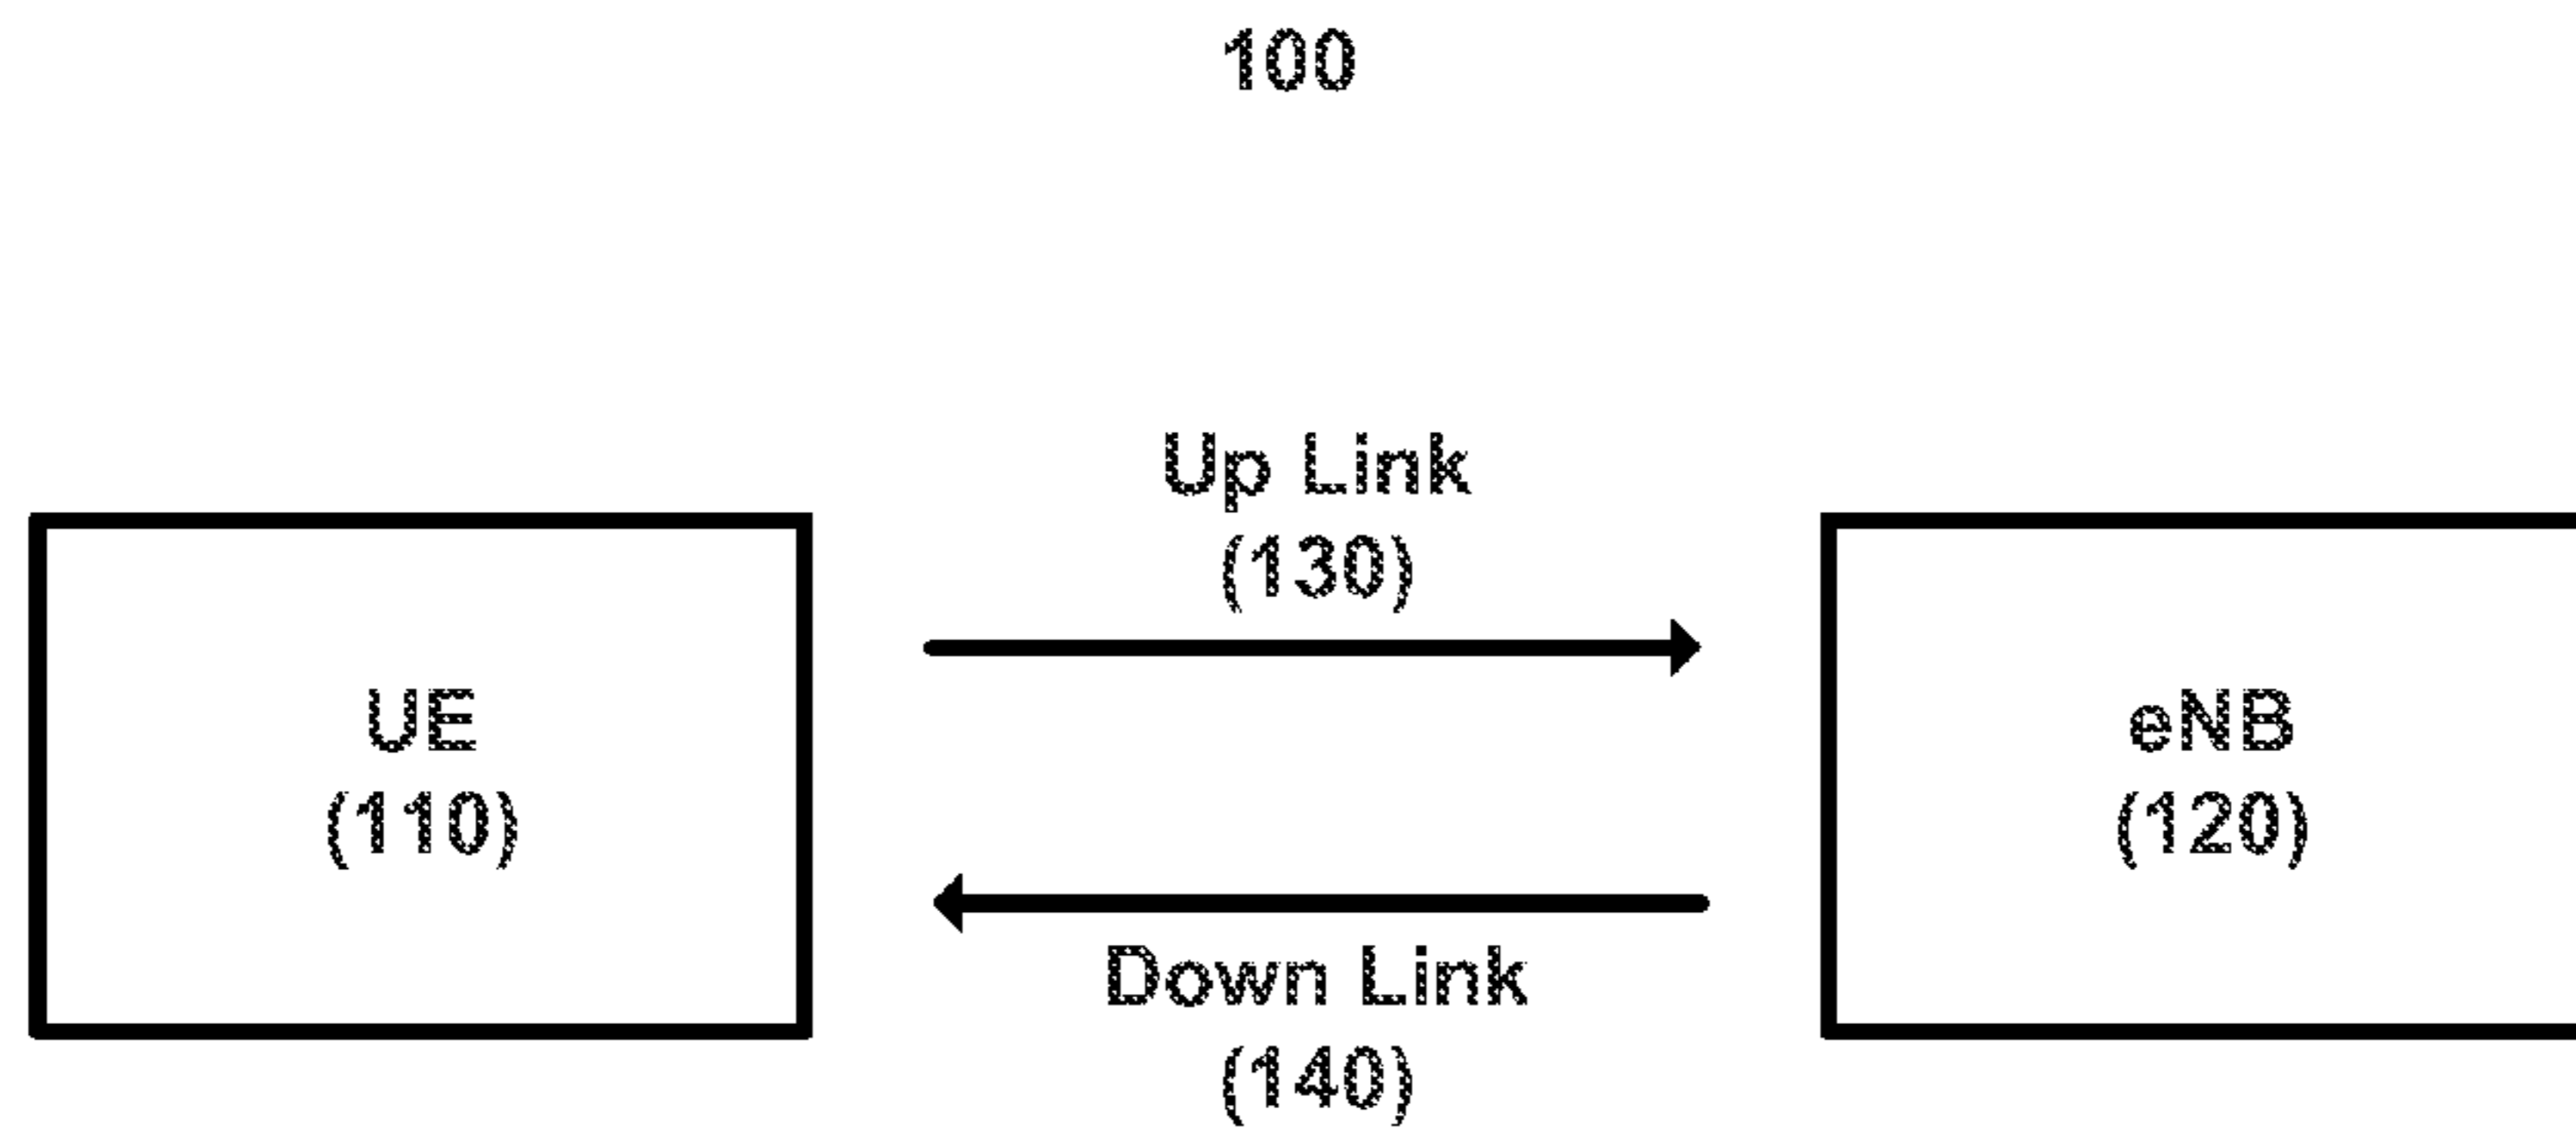 100
Up Link
(130)
UE
(110)
eNB
(120)
Down Link
(140)